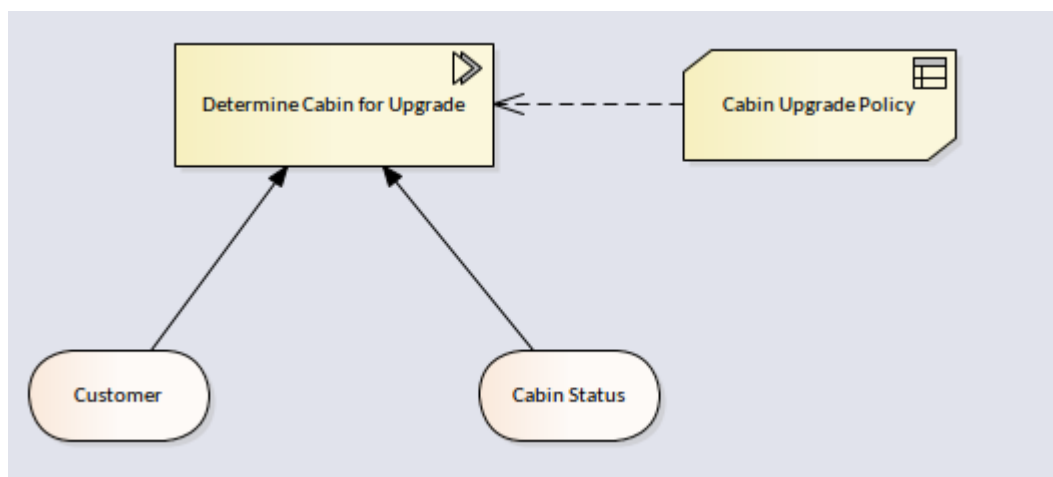 Determine Cabin for Upgrade
Cabin Upgrade Policy
Customer
Cabin Status